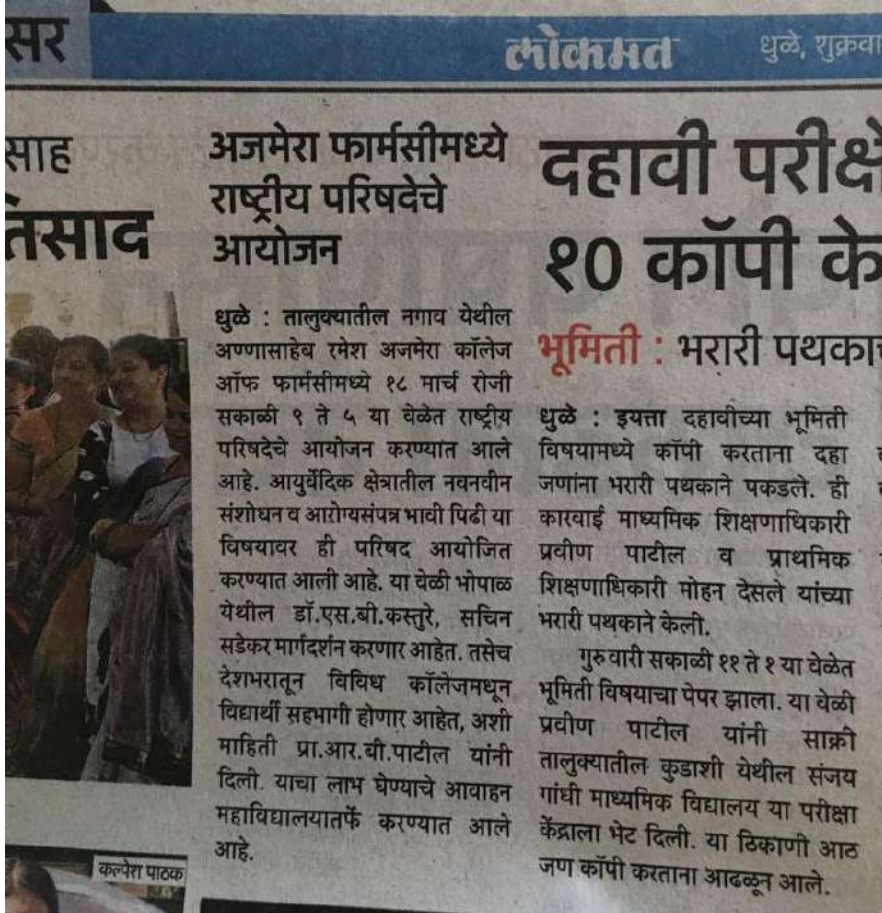 सर
लोकमत
धुळे, शुक्रवा
साह
तसाद
अजमेरा फार्मसीमध्ये
राष्ट्रीय परिषदेचे
आयोजन
धुळे : तालुक्यातील नगाव येथील
अण्णासाहेब रमेश अजमेरा कॉलेज
ऑफ फार्मसीमध्ये १८ मार्च रोजी
सकाळी ९ ते ५ या वेळेत राष्ट्रीय
परिषदेचे आयोजन करण्यात आले
आहे. आयुर्वेदिक क्षेत्रातील नवनवीन
संशोधन व आरोग्यसंपन्न भावी पिढी या
विषयावर ही परिषद आयोजित
करण्यात आली आहे. या वेळी भोपाळ
येथील डॉ.एस.बी.कस्तुरे, सचिन
सडेकर मार्गदर्शन करणार आहेत. तसेच
देशभरातून विविध कॉलेजमधून
विद्यार्थी सहभागी होणार आहेत, अशी
माहिती प्रा.आर.बी.पाटील यांनी
दिली. याचा लाभ घेण्याचे आवाहन
महाविद्यालयातर्फे करण्यात आले
आहे.
दहावी परीक्षे
१० कॉपी के
भूमिती : भरारी पथकाच
धुळे : इयत्ता दहावीच्या भूमिती
विषयामध्ये कॉपी करताना दहा
जणांना भरारी पथकाने पकडले. ही
कारवाई माध्यमिक शिक्षणाधिकारी
प्रवीण पाटील व प्राथमिक
शिक्षणाधिकारी मोहन देसले यांच्या
भरारी पथकाने केली.
गुरुवारी सकाळी ११ ते १ या वेळेत
भूमिती विषयाचा पेपर झाला. या वेळी
प्रवीण पाटील यांनी साक्री
तालुक्यातील कुडाशी येथील संजय
गांधी माध्यमिक विद्यालय या परीक्षा
केंद्राला भेट दिली. या ठिकाणी आठ
जण कॉपी करताना आढळून आले.
कल्पेश पाठक